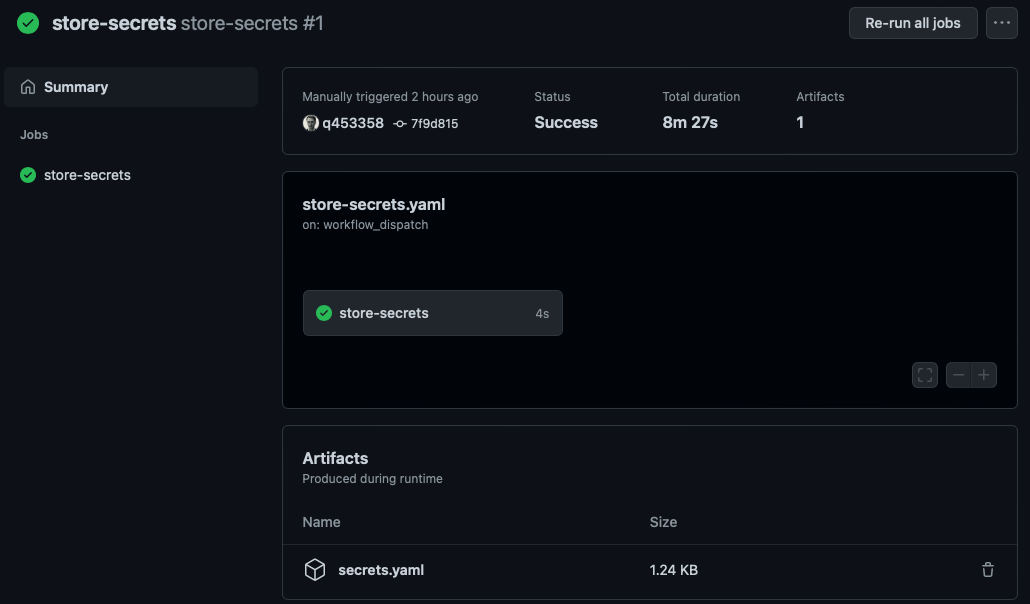 store-secrets store-secrets #1
Re-run all jobs
Summary
Jobs
store-secrets
Manually triggered 2 hours ago
q453358 7f9d815
Status
Success
Total duration
8m 27s
Artifacts
1
store-secrets.yaml
on: workflow_dispatch
store-secrets 4s
Artifacts
Produced during runtime
Name Size
secrets.yaml 1.24 KB